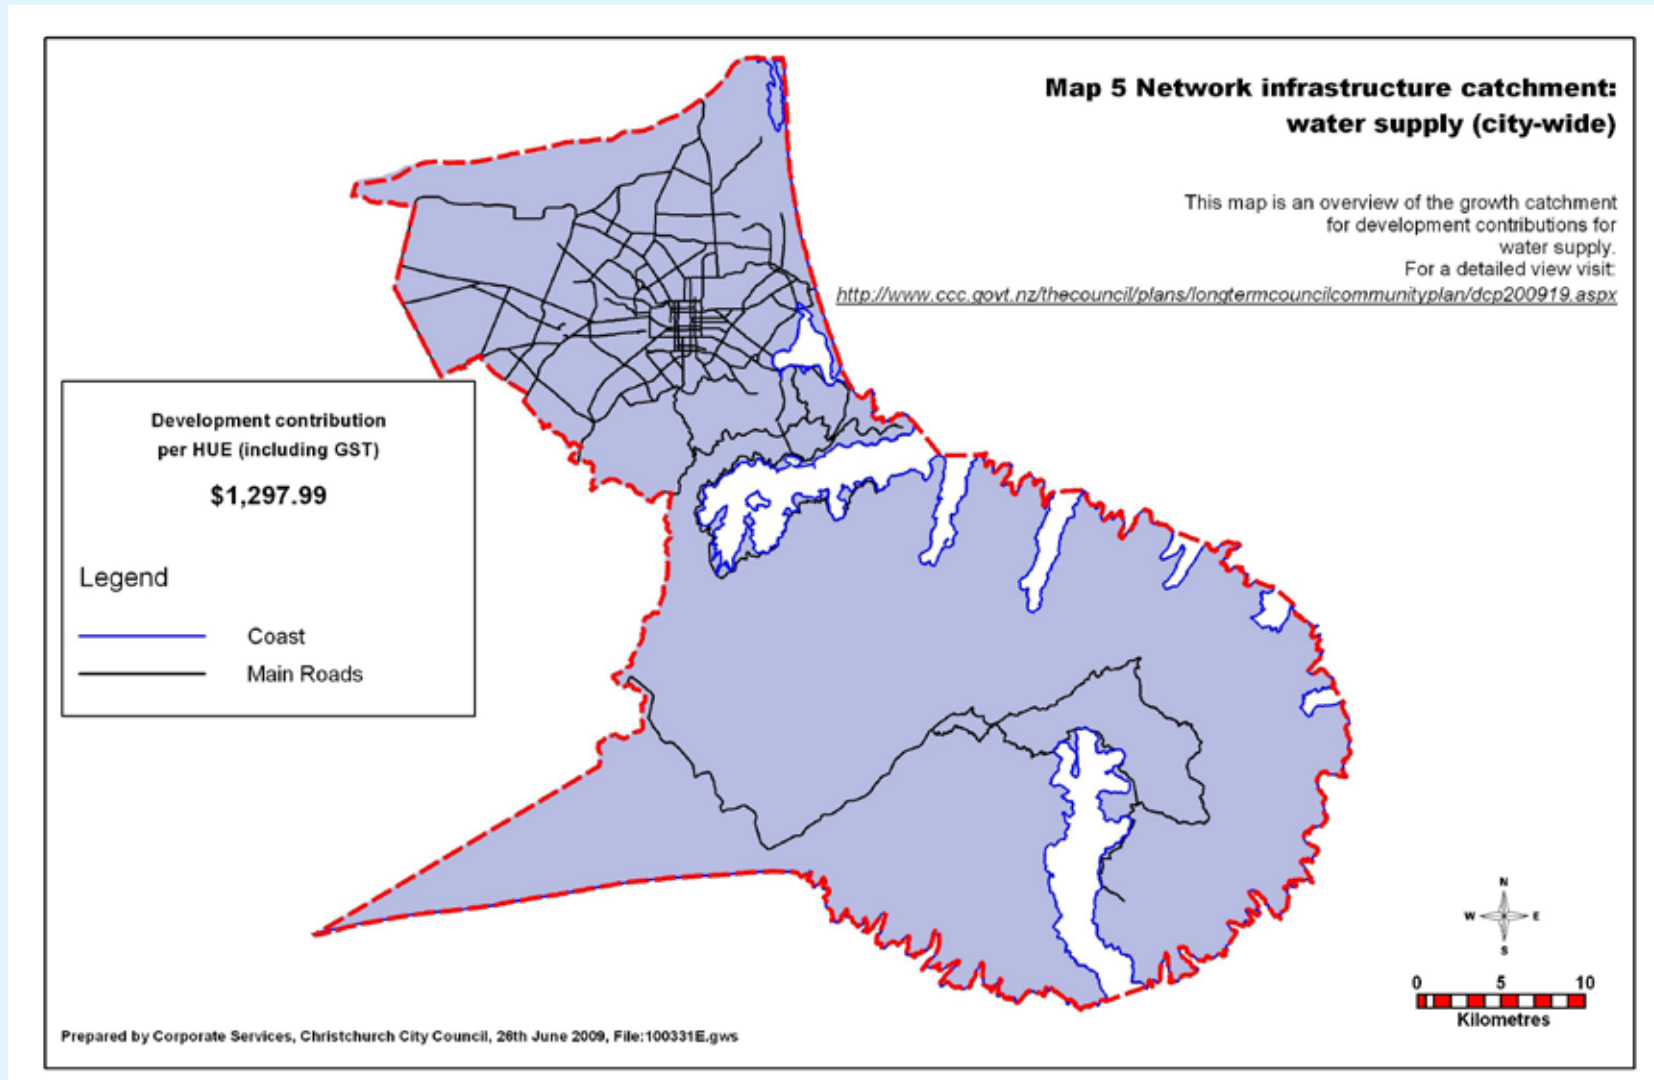 Map 5 Network infrastructure catchment:
water supply (city-wide)
This map is an overview of the growth catchment
for development contributions for
water supply.
For a detailed view visit:
http://www.ccc.govt.nz/thecouncil/plans/longtermcouncilcommunityplan/dcp200919.aspx
Development contribution
per HUE (including GST)
$1,297.99
Legend
Coast
Main Roads
N
W E
S
0 5 10
Kilometres
Prepared by Corporate Services, Christchurch City Council, 26th June 2009, File:100331E.gws